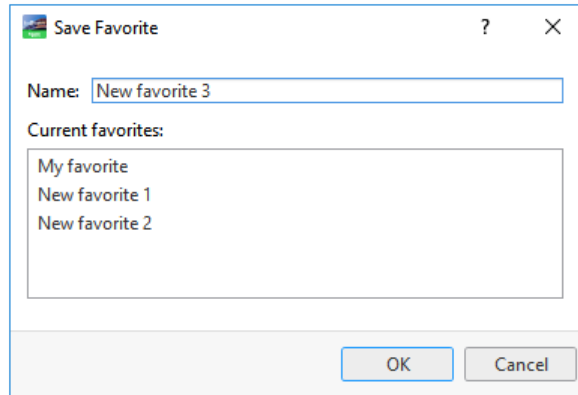 Save Favorite ?
Name: New favorite 3
Current favorites:
My favorite
New favorite 1
New favorite 2
OK Cancel